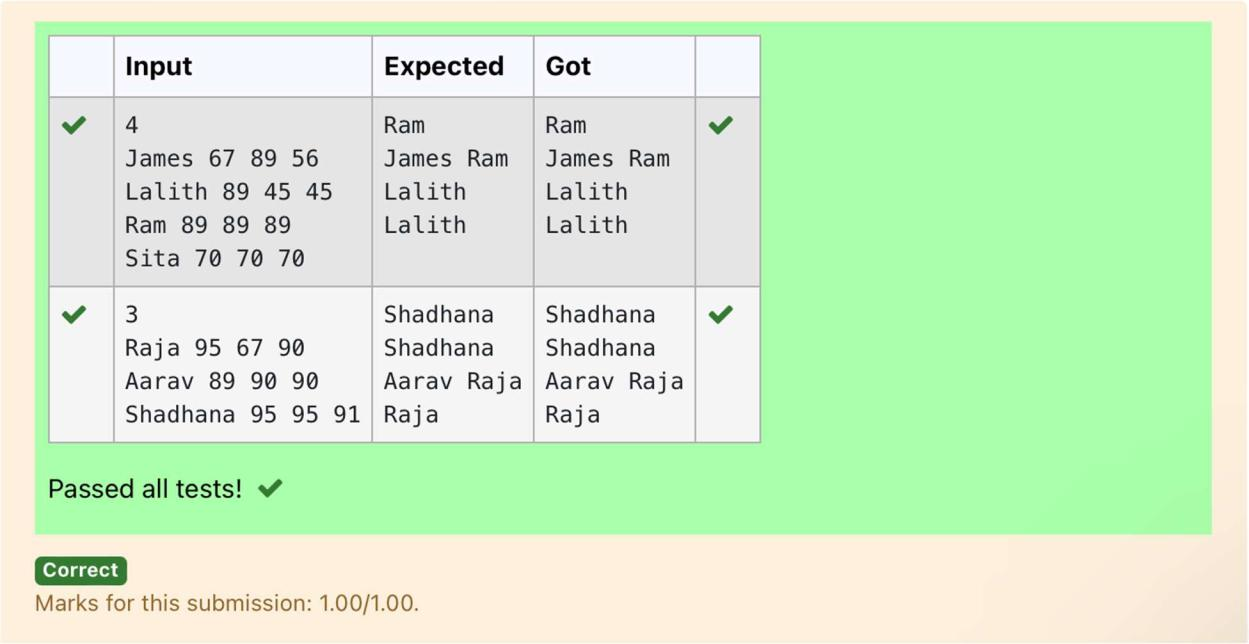 Input Expected Got
4 Ram Ram
James 67 89 56 James Ram James Ram
Lalith 89 45 45 Lalith Lalith
Ram 89 89 89 Lalith Lalith
Sita 70 70 70
3 Shadhana Shadhana
Raja 95 67 90 Shadhana Shadhana
Aarav 89 90 90 Aarav Raja Aarav Raja
Shadhana 95 95 91 Raja Raja
Passed all tests!
Correct
Marks for this submission: 1.00/1.00.